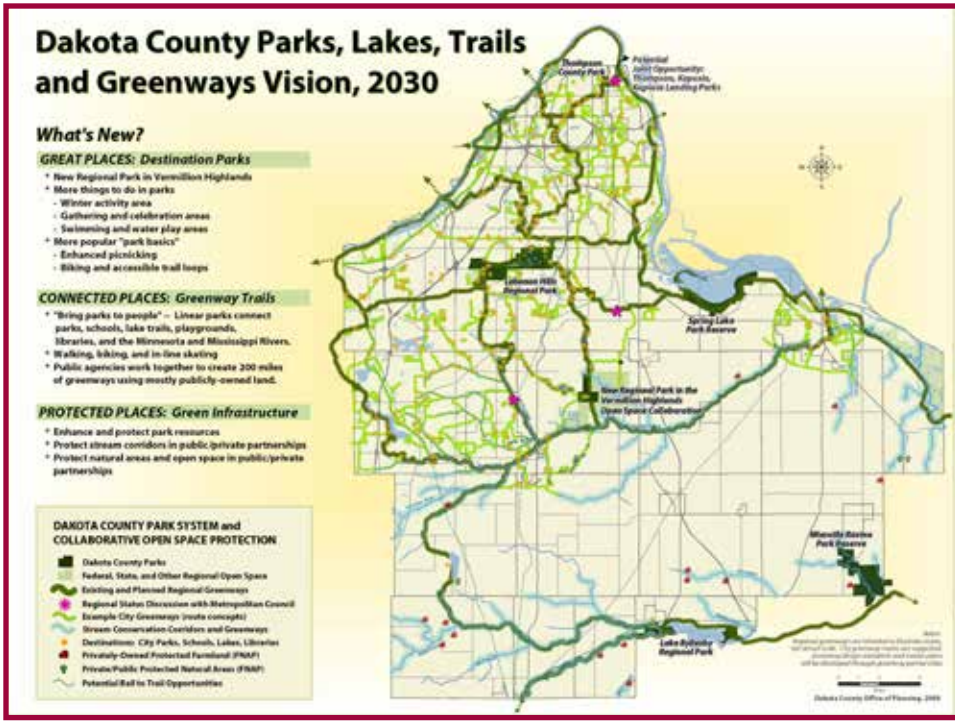 Dakota County Parks, Lakes, Trails
and Greenways Vision, 2030
What's New?
GREAT PLACES: Destination Parks
* New Regional Park in Vermillion Highlands
* More things to do in parks
- Winter activity area
- Gathering and celebration areas
- Swimming and water play areas
* More popular "park basics"
- Enhanced picnicking
- Biking and accessible trail loops
CONNECTED PLACES: Greenway Trails
* "Bring parks to people" – Linear parks connect
parks, schools, lake trails, playgrounds,
libraries, and the Minnesota and Mississippi Rivers.
* Walking, biking, and in-line skating
* Public agencies work together to create 200 miles
of greenways using mostly publicly-owned land.
PROTECTED PLACES: Green Infrastructure
* Enhance and protect park resources
* Protect stream corridors in public/private partnerships
* Protect natural areas and open space in public/private
partnerships
DAKOTA COUNTY PARK SYSTEM and
COLLABORATIVE OPEN SPACE PROTECTION
Dakota County Parks
Federal, State, and Other Regional Open Space
Existing and Planned Regional Greenways
Regional Status Discussion with Metropolitan Council
Example City Greenways (route concepts)
Stream Conservation Corridors and Greenways
Destinations: City Parks, Schools, Lakes, Libraries
Privately-Owned Protected Farmland (FNAP)
Private/Public Protected Natural Areas (FNAP)
Potential Rail to Trail Opportunities
Thompson
County Park
Potential
Joint Opportunity:
Thompson, Kaposia,
Kaposia Landing Parks
Lebanon Hills
Regional Park
Spring Lake
Park Reserve
New Regional Park in the
Vermillion Highlands
Open Space Collaborative
Miesville Ravine
Park Reserve
Lake Byllesby
Regional Park
Dakota County Office of Planning, 2008